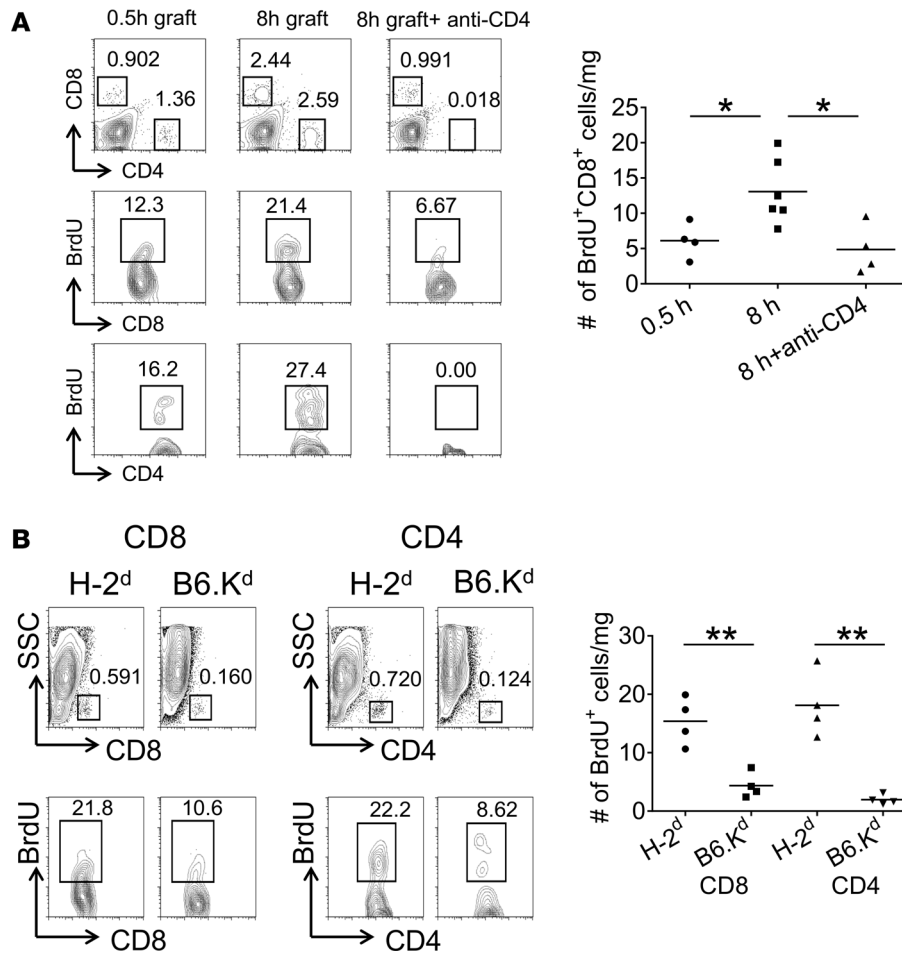 A
0.5h graft 8h graft 8h graft+ anti-CD4
0.902 2.44 0.991
1.36 2.59 0.018
CD8
CD4
12.3 21.4 6.67
BrdU
CD8
16.2 27.4 0.00
BrdU
CD4
# of BrdU⁺CD8⁺ cells/mg
25
20
15
10
5
0
* *
0.5 h 8 h 8 h+anti-CD4
B
CD8 CD4
H-2ᵈ B6.Kᵈ H-2ᵈ B6.Kᵈ
SSC SSC
0.591 0.160 0.720 0.124
CD8 CD4
21.8 10.6 22.2 8.62
BrdU BrdU
CD8 CD4
# of BrdU⁺ cells/mg
30
20
10
0
** **
H-2ᵈ B6.Kᵈ H-2ᵈ B6.Kᵈ
CD8 CD4